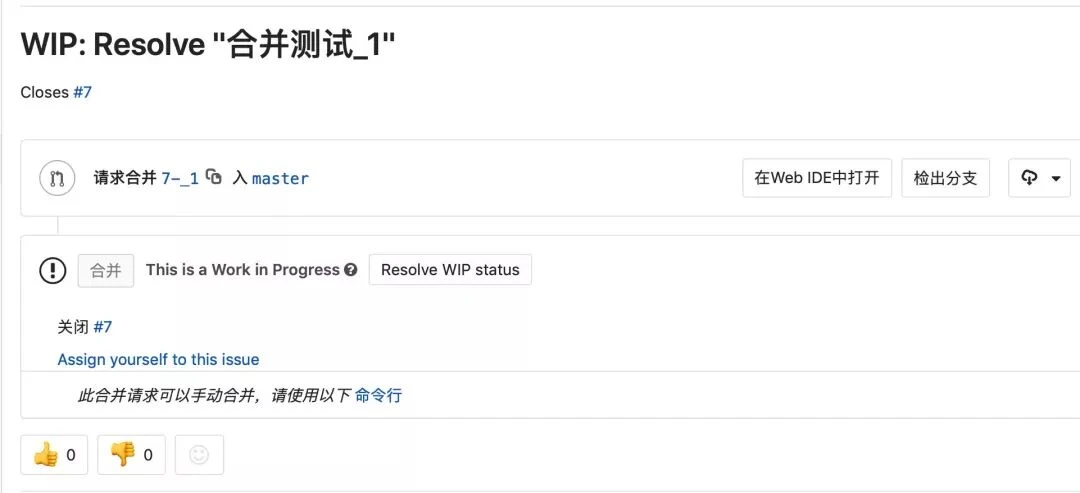 WIP: Resolve "合并测试_1"
Closes #7
请求合并 7-_1 入 master 在Web IDE中打开 检出分支
合并 This is a Work in Progress Resolve WIP status
关闭 #7
Assign yourself to this issue
此合并请求可以手动合并，请使用以下 命令行
👍 0 👎 0